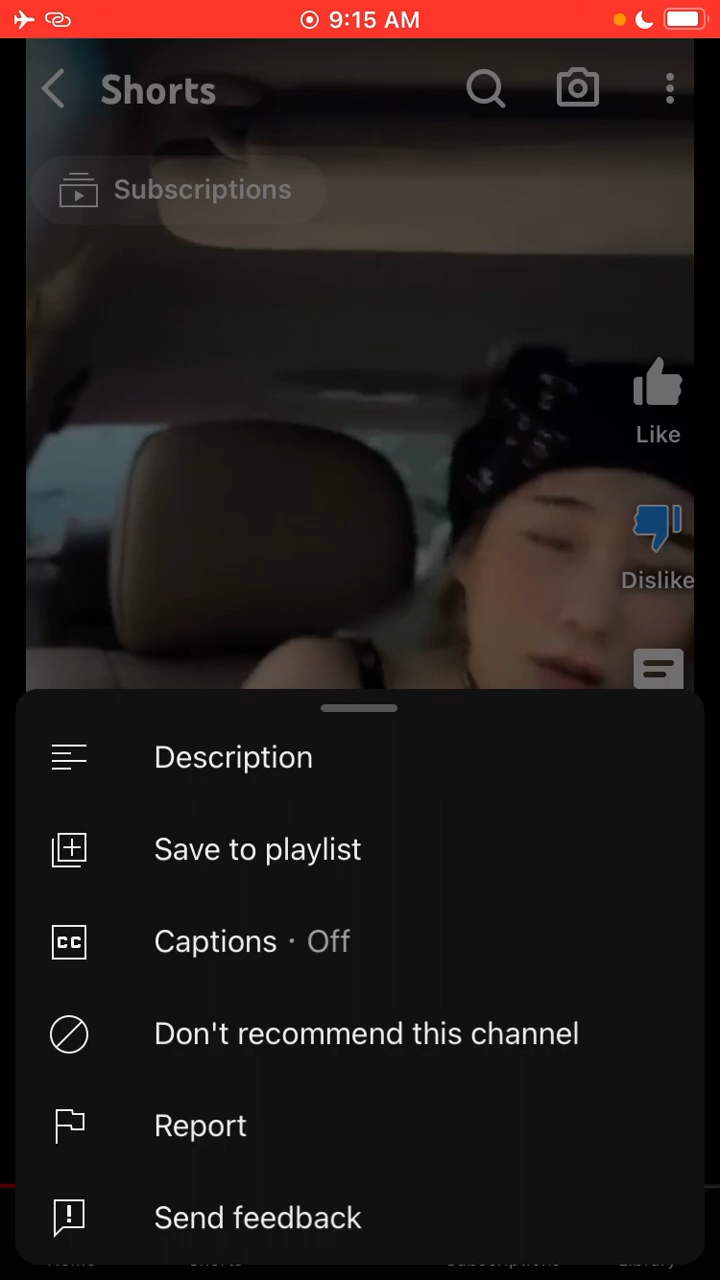 9:15 AM
Shorts
Subscriptions
Like
Dislike
Description
Save to playlist
CC
Captions · Off
Don't recommend this channel
Report
Send feedback